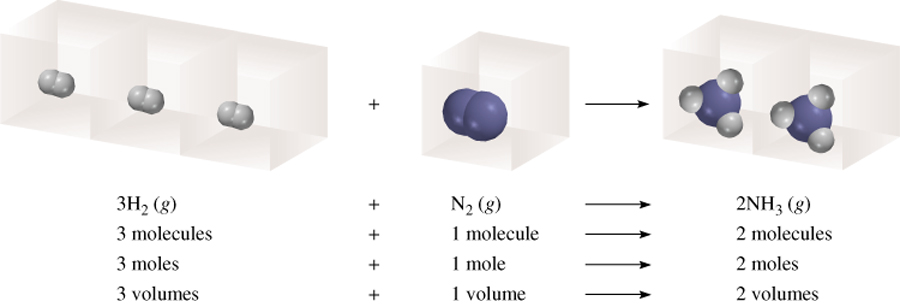 + ⟶
3H₂ (g) + N₂ (g) ⟶ 2NH₃ (g)
3 molecules + 1 molecule ⟶ 2 molecules
3 moles + 1 mole ⟶ 2 moles
3 volumes + 1 volume ⟶ 2 volumes